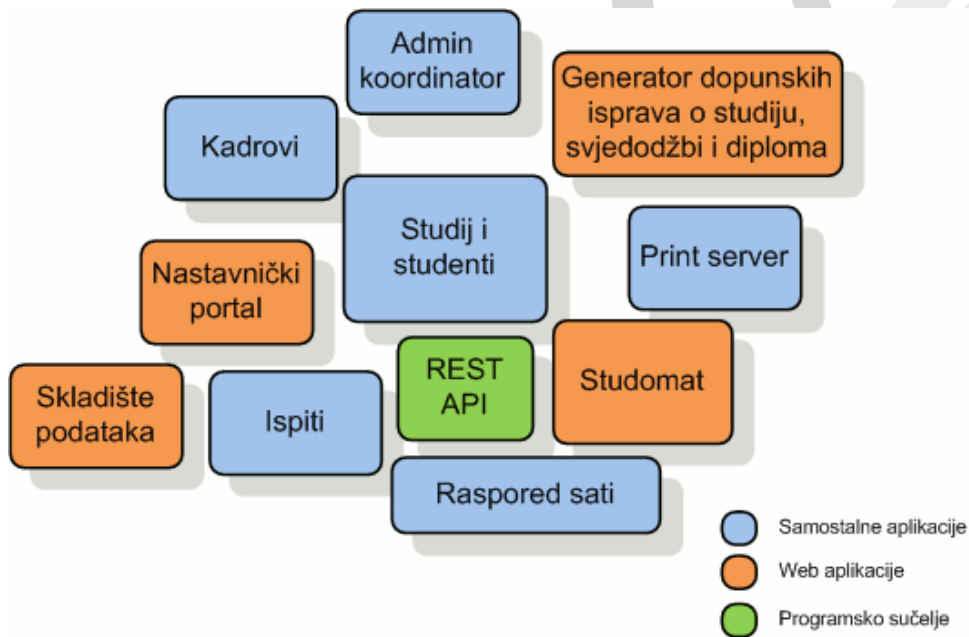 Admin
koordinator
Generator dopunskih
isprava o studiju,
svjedodžbi i diploma
Kadrovi
Studij i
studenti
Print server
Nastavnički
portal
REST
API
Studomat
Skladište
podataka
Ispiti
Raspored sati
Samostalne aplikacije
Web aplikacije
Programsko sučelje